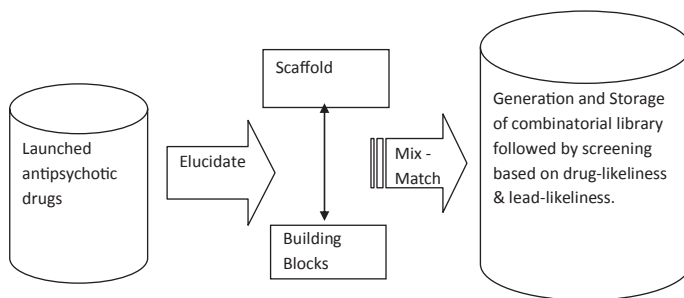 Launched
antipsychotic
drugs
Elucidate
Scaffold
Building
Blocks
Mix -
Match
Generation and Storage
of combinatorial library
followed by screening
based on drug-likeliness
& lead-likeliness.